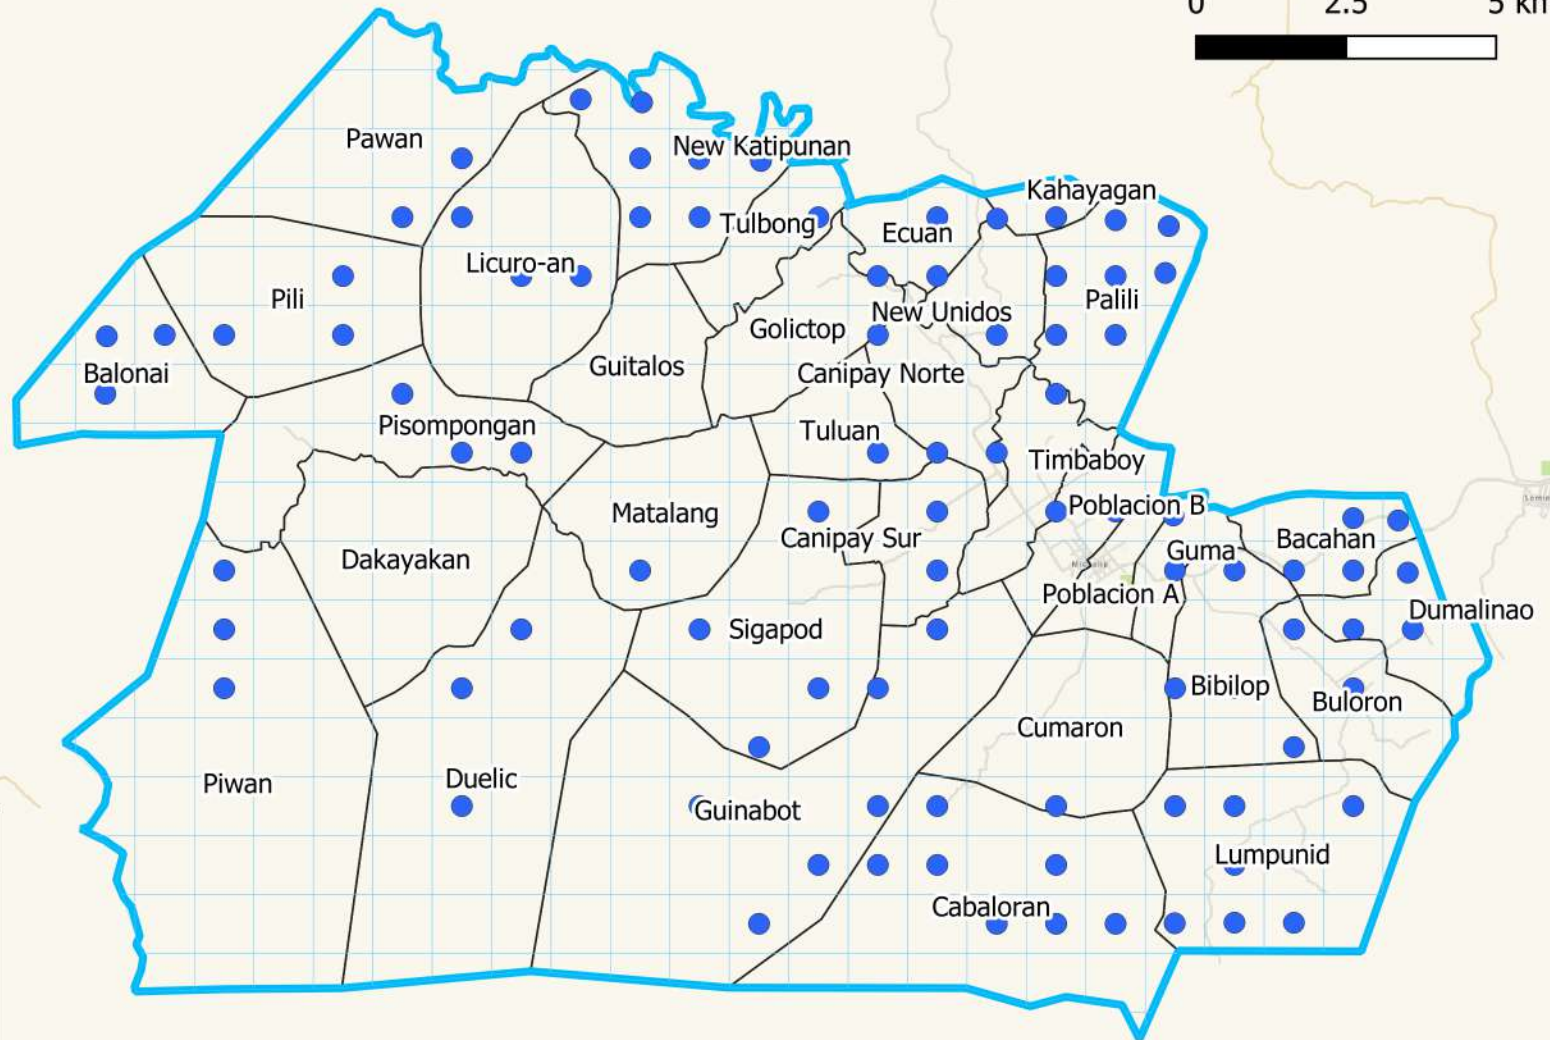 0 2.5 5 km
Pawan
New Katipunan
Kahayagan
Tulbong
Ecuan
Licuro-an
Pili
Palili
New Unidos
Golictop
Guitalos
Balonai
Canipay Norte
Pisompongan
Tuluan
Timbaboy
Poblacion B
Matalang
Canipay Sur
Bacahan
Guma
Dakayakan
Poblacion A
Dumalinao
Sigapod
Bibilop
Buloron
Cumaron
Piwan
Duelic
Guinabot
Lumpunid
Cabaloran